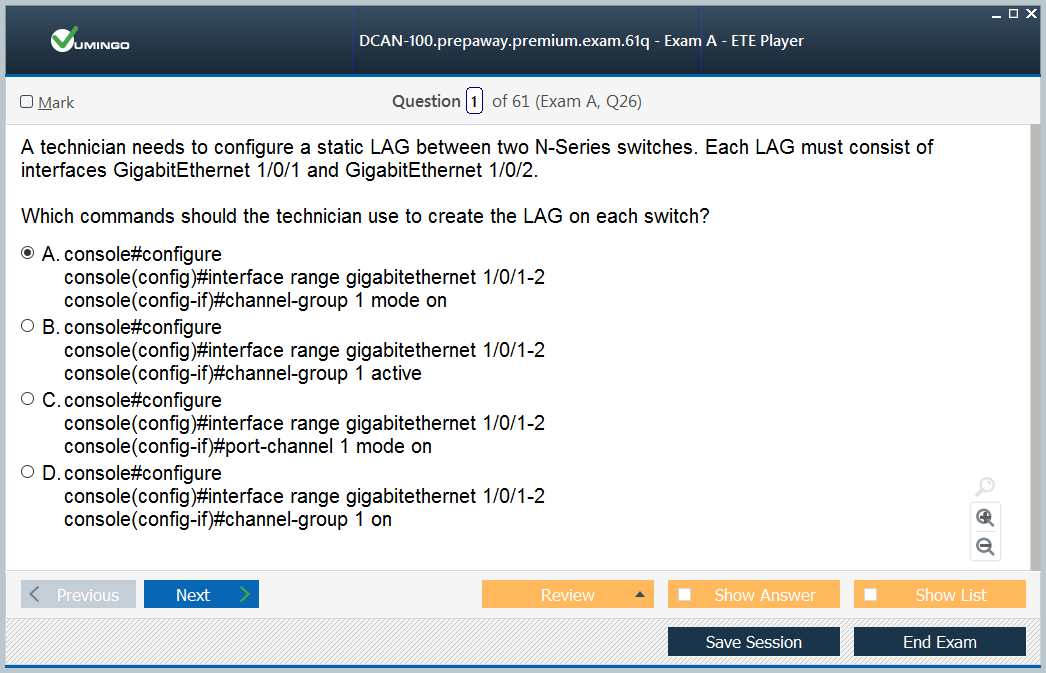 VUMINGO
DCAN-100.prepaway.premium.exam.61q - Exam A - ETE Player
Mark
Question 1 of 61 (Exam A, Q26)
A technician needs to configure a static LAG between two N-Series switches. Each LAG must consist of
interfaces GigabitEthernet 1/0/1 and GigabitEthernet 1/0/2.
Which commands should the technician use to create the LAG on each switch?
A. console#configure
console(config)#interface range gigabitethernet 1/0/1-2
console(config-if)#channel-group 1 mode on
B. console#configure
console(config)#interface range gigabitethernet 1/0/1-2
console(config-if)#channel-group 1 active
C. console#configure
console(config)#interface range gigabitethernet 1/0/1-2
console(config-if)#port-channel 1 mode on
D. console#configure
console(config)#interface range gigabitethernet 1/0/1-2
console(config-if)#channel-group 1 on
Previous
Next
Review
Show Answer
Show List
Save Session
End Exam